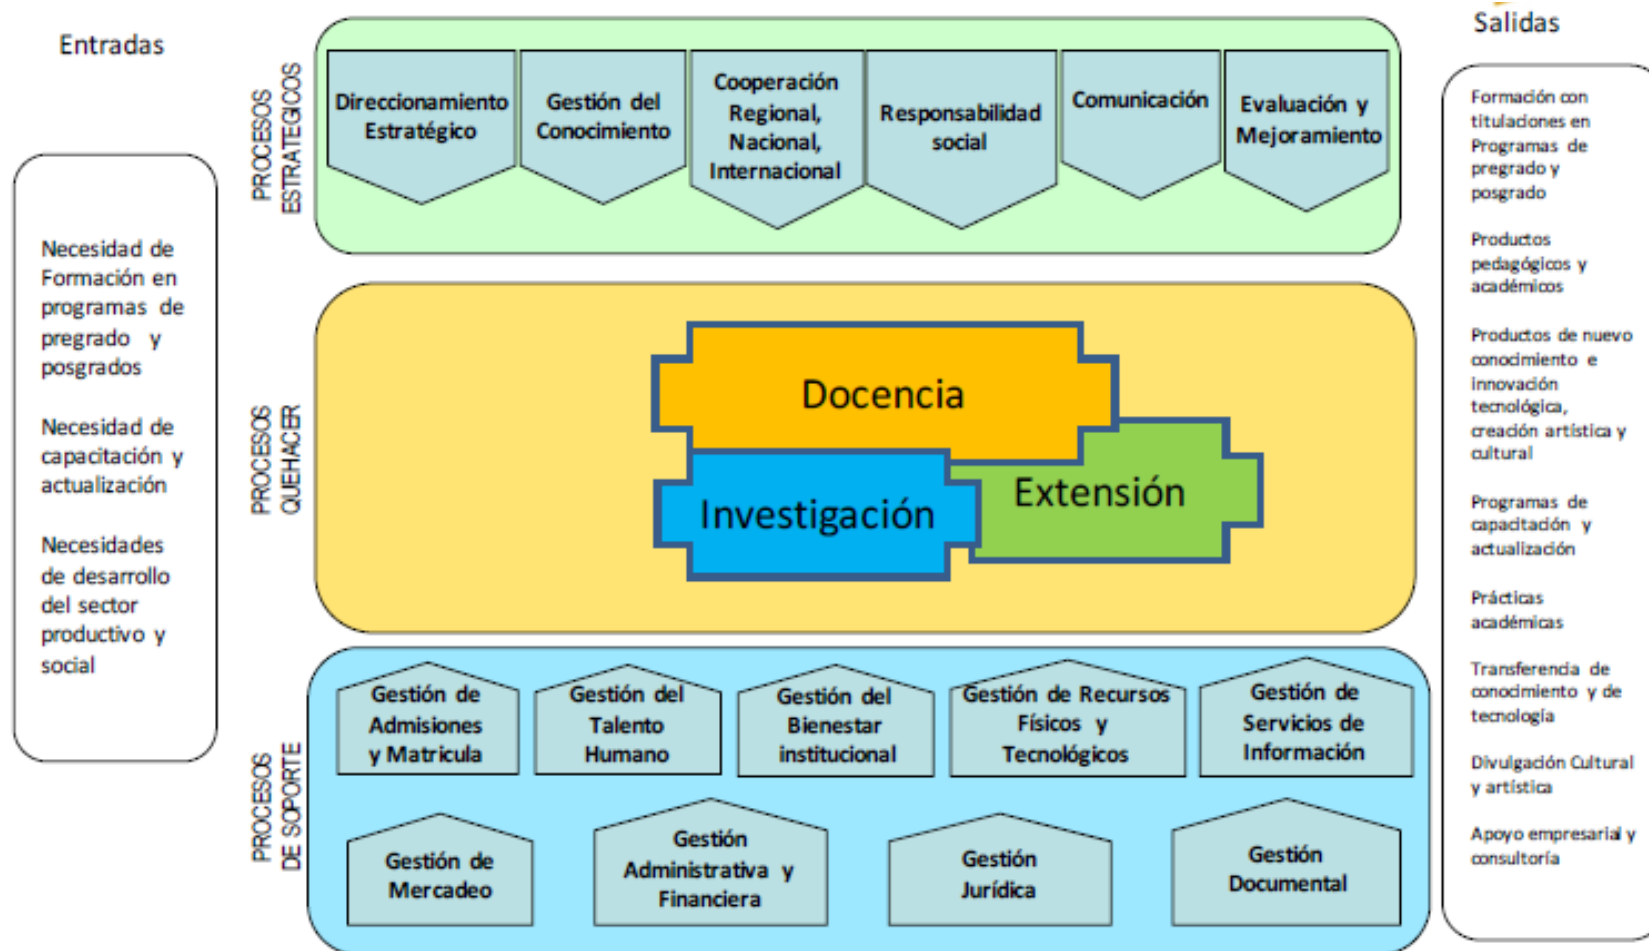 Entradas
Necesidad de
Formación en
programas de
pregrado y
posgrados
Necesidad de
capacitación y
actualización
Necesidades
de desarrollo
del sector
productivo y
social
PROCESOS
ESTRATEGICOS
Direccionamiento
Estratégico
Gestión del
Conocimiento
Cooperación
Regional,
Nacional,
Internacional
Responsabilidad
social
Comunicación
Evaluación y
Mejoramiento
PROCESOS
QUEHACER
Docencia
Investigación
Extensión
PROCESOS
DE SOPORTE
Gestión de
Admisiones
y Matricula
Gestión del
Talento
Humano
Gestión del
Bienestar
institucional
Gestión de Recursos
Físicos y
Tecnológicos
Gestión de
Servicios de
Información
Gestión de
Mercadeo
Gestión
Administrativa y
Financiera
Gestión
Jurídica
Gestión
Documental
Salidas
Formación con
titulaciones en
Programas de
pregrado y
posgrado
Productos
pedagógicos y
académicos
Productos de nuevo
conocimiento e
innovación
tecnológica,
creación artística y
cultural
Programas de
capacitación y
actualización
Prácticas
académicas
Transferencia de
conocimiento y de
tecnología
Divulgación Cultural
y artística
Apoyo empresarial y
consultoría